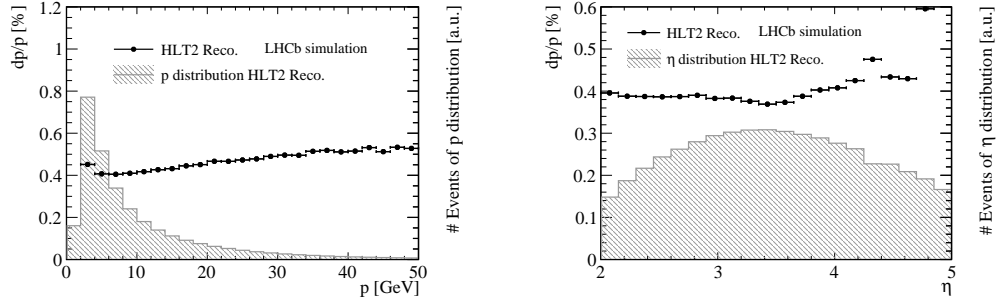 dp/p [%]
1.2
1
0.8
0.6
0.4
0.2
0
HLT2 Reco. LHCb simulation
p distribution HLT2 Reco.
0 10 20 30 40 50
p [GeV]
# Events of p distribution [a.u.]
dp/p [%]
0.6
0.5
0.4
0.3
0.2
0.1
0
HLT2 Reco. LHCb simulation
η distribution HLT2 Reco.
2 3 4 5
η
# Events of η distribution [a.u.]